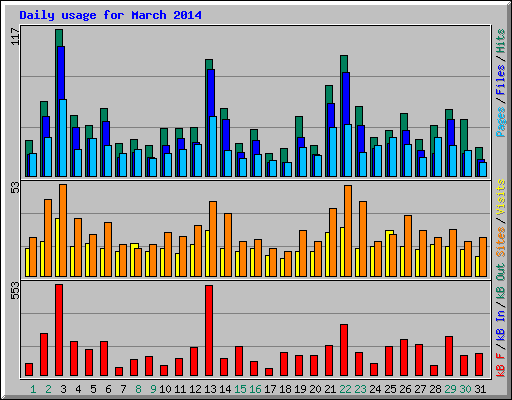 Daily usage for March 2014
117
Pages / Files / Hits
53
Sites / Visits
553
kB F / kB In / kB Out
1 2 3 4 5 6 7 8 9 10 11 12 13 14 15 16 17 18 19 20 21 22 23 24 25 26 27 28 29 30 31